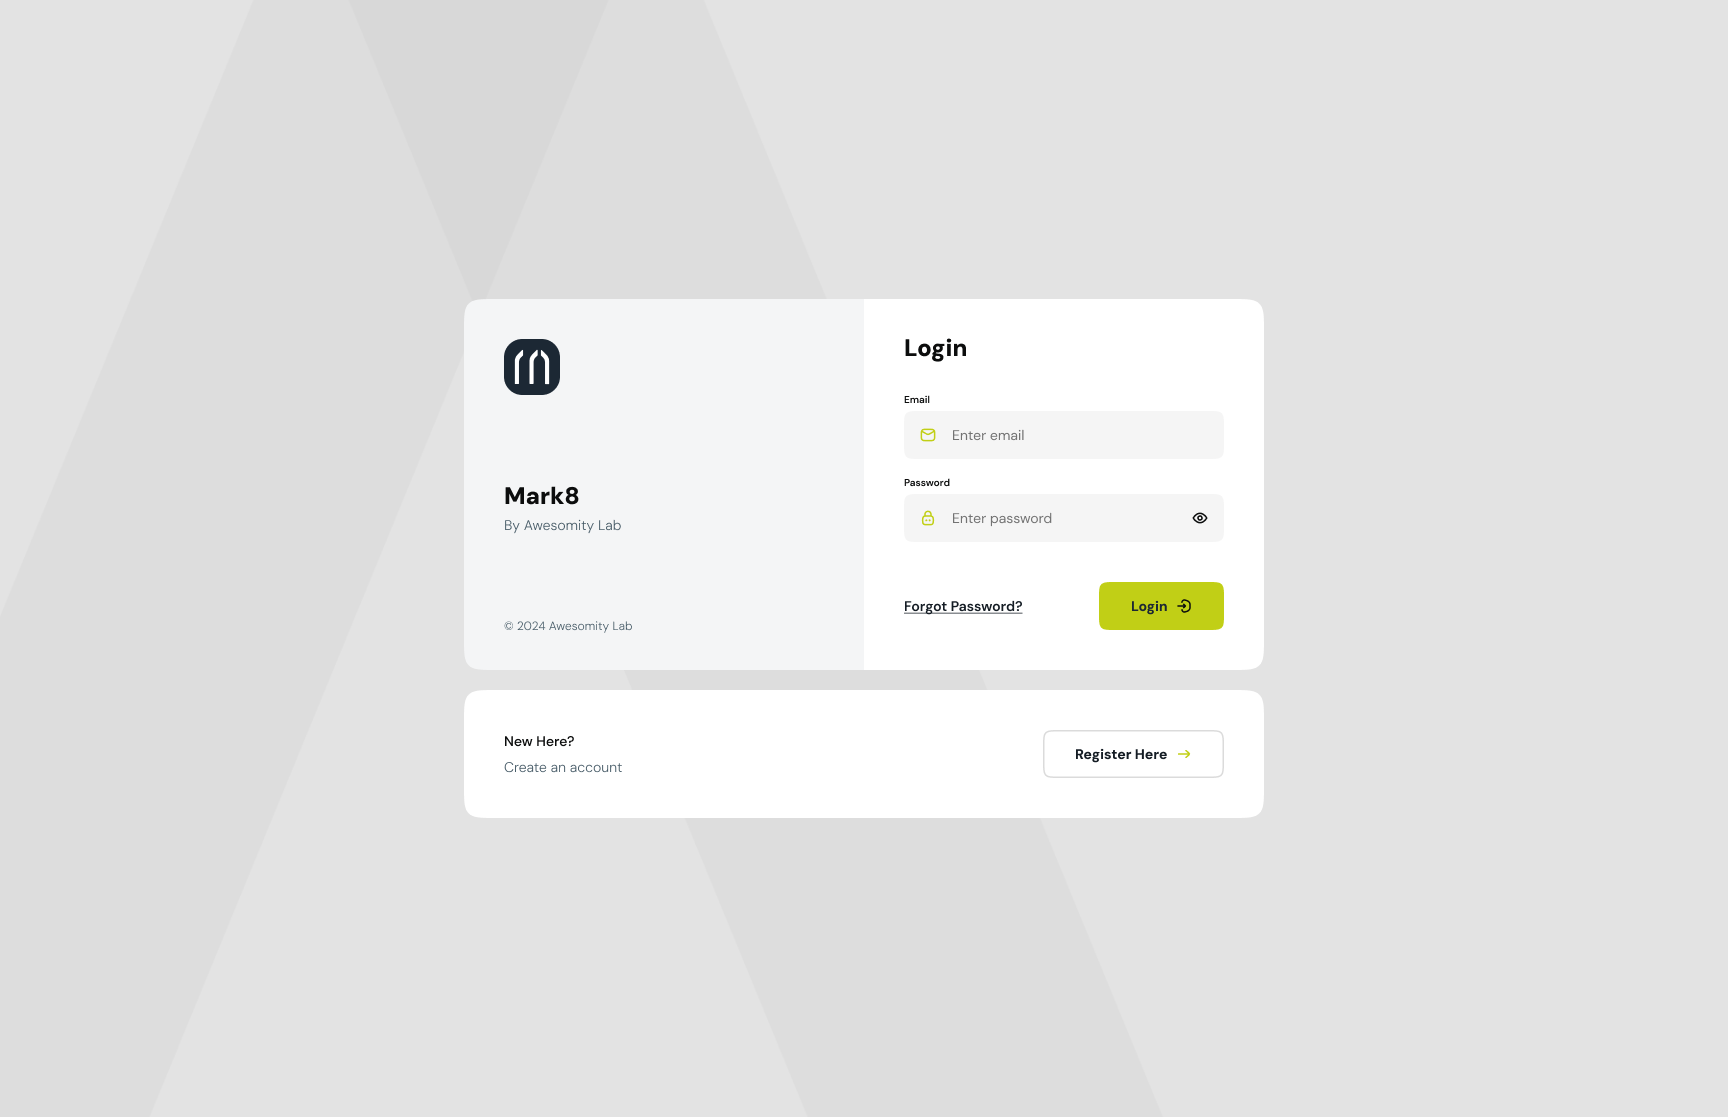 Mark8
By Awesomity Lab
© 2024 Awesomity Lab
Login
Email
Enter email
Password
Enter password
Forgot Password?
Login
New Here?
Create an account
Register Here